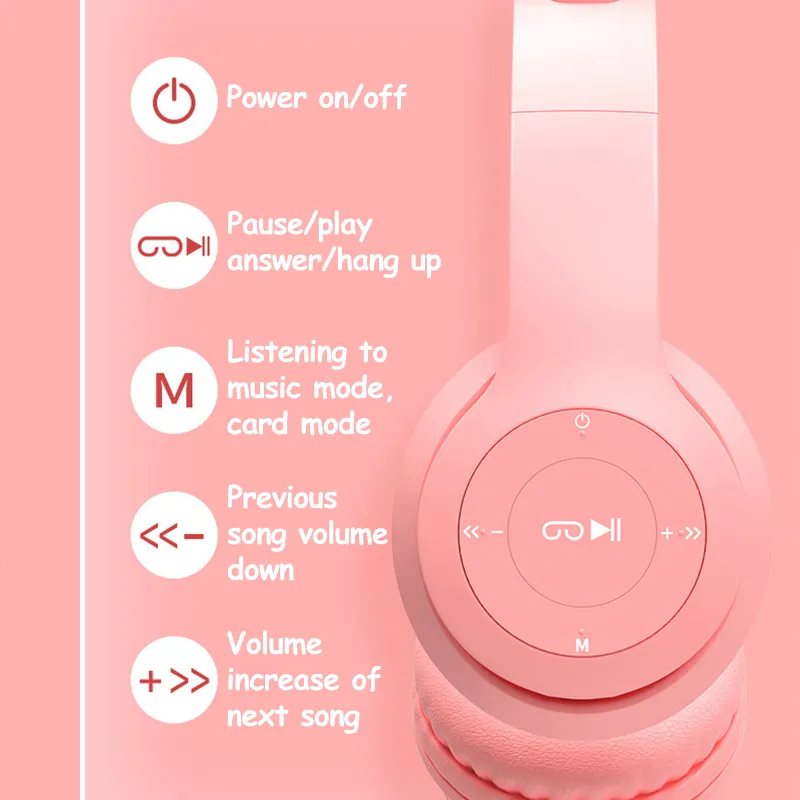 Power on/off
Pause/play
answer/hang up
M
Listening to
music mode,
card mode
<<-
Previous
song volume
down
+>>
Volume
increase of
next song
<<-
+>>
M